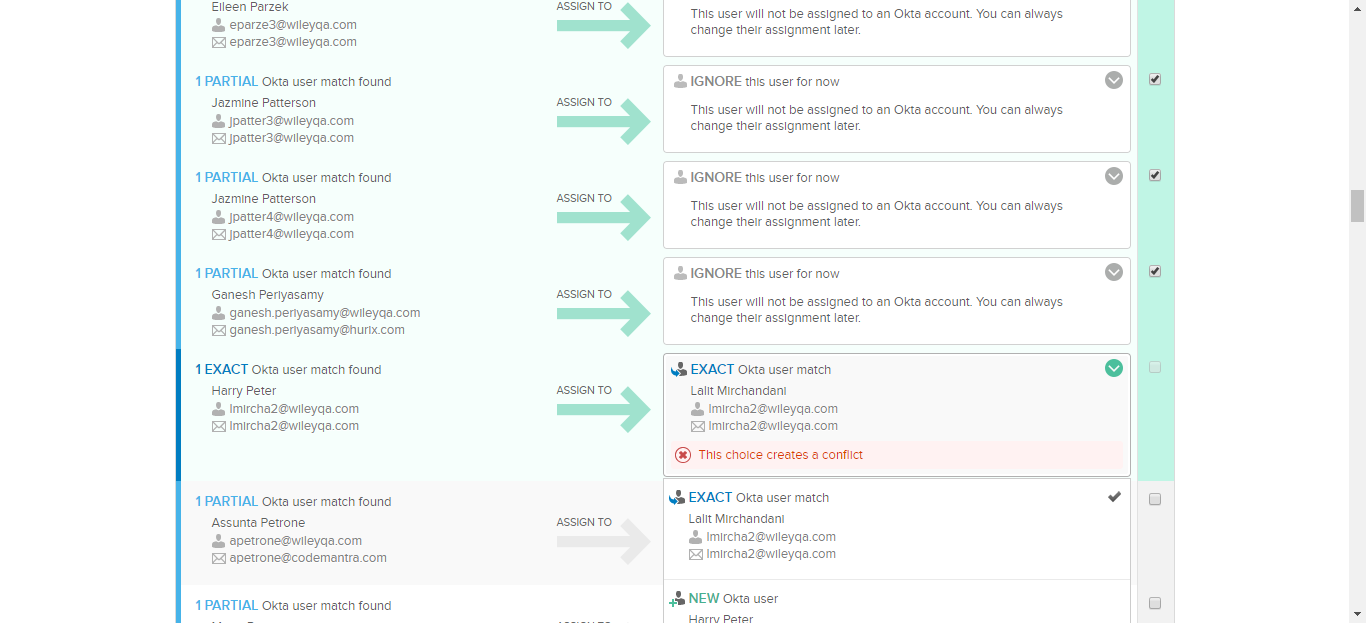 Eileen Parzek
eparze3@wileyqa.com
eparze3@wileyqa.com
ASSIGN TO
This user will not be assigned to an Okta account. You can always
change their assignment later.
1 PARTIAL Okta user match found
Jazmine Patterson
jpatter3@wileyqa.com
jpatter3@wileyqa.com
ASSIGN TO
IGNORE this user for now
This user will not be assigned to an Okta account. You can always
change their assignment later.
1 PARTIAL Okta user match found
Jazmine Patterson
jpatter4@wileyqa.com
jpatter4@wileyqa.com
ASSIGN TO
IGNORE this user for now
This user will not be assigned to an Okta account. You can always
change their assignment later.
1 PARTIAL Okta user match found
Ganesh Periyasamy
ganesh.periyasamy@wileyqa.com
ganesh.periyasamy@hurix.com
ASSIGN TO
IGNORE this user for now
This user will not be assigned to an Okta account. You can always
change their assignment later.
1 EXACT Okta user match found
Harry Peter
lmircha2@wileyqa.com
lmircha2@wileyqa.com
ASSIGN TO
EXACT Okta user match
Lalit Mirchandani
lmircha2@wileyqa.com
lmircha2@wileyqa.com
This choice creates a conflict
1 PARTIAL Okta user match found
Assunta Petrone
apetrone@wileyqa.com
apetrone@codemantra.com
ASSIGN TO
EXACT Okta user match
Lalit Mirchandani
lmircha2@wileyqa.com
lmircha2@wileyqa.com
1 PARTIAL Okta user match found
NEW Okta user
Harry Peter